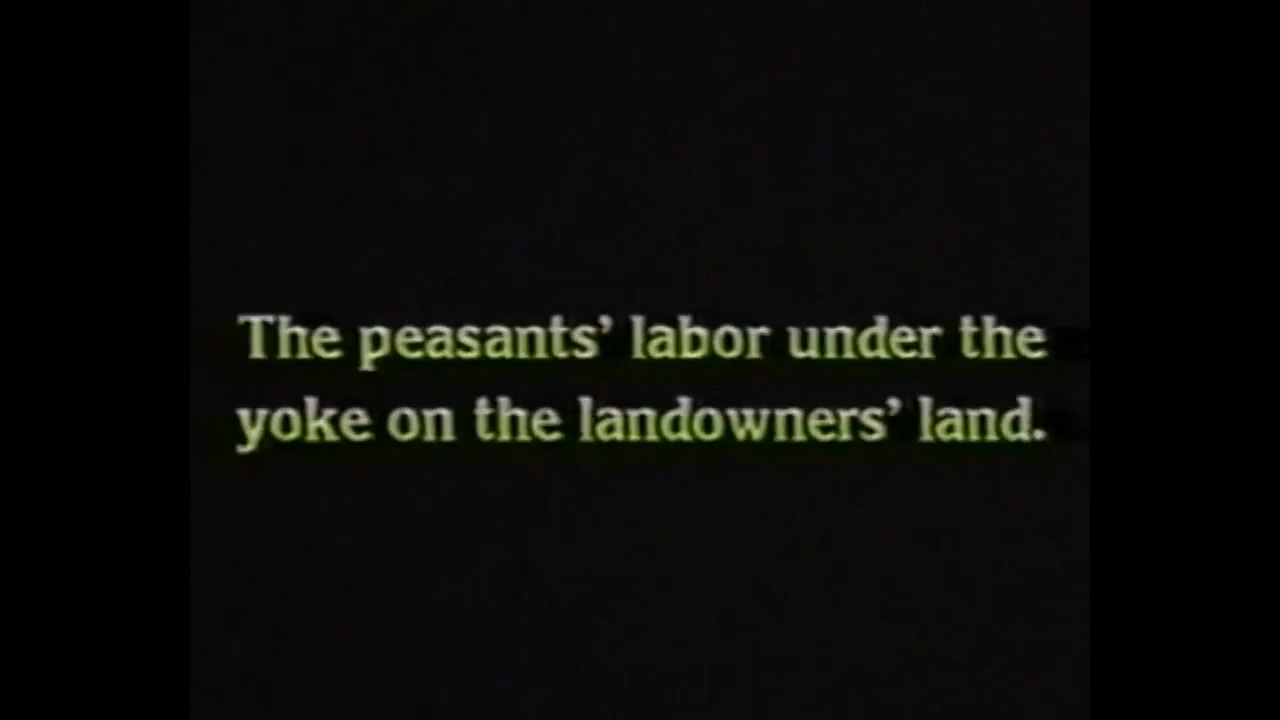 The peasants’ labor under the
yoke on the landowners’ land.